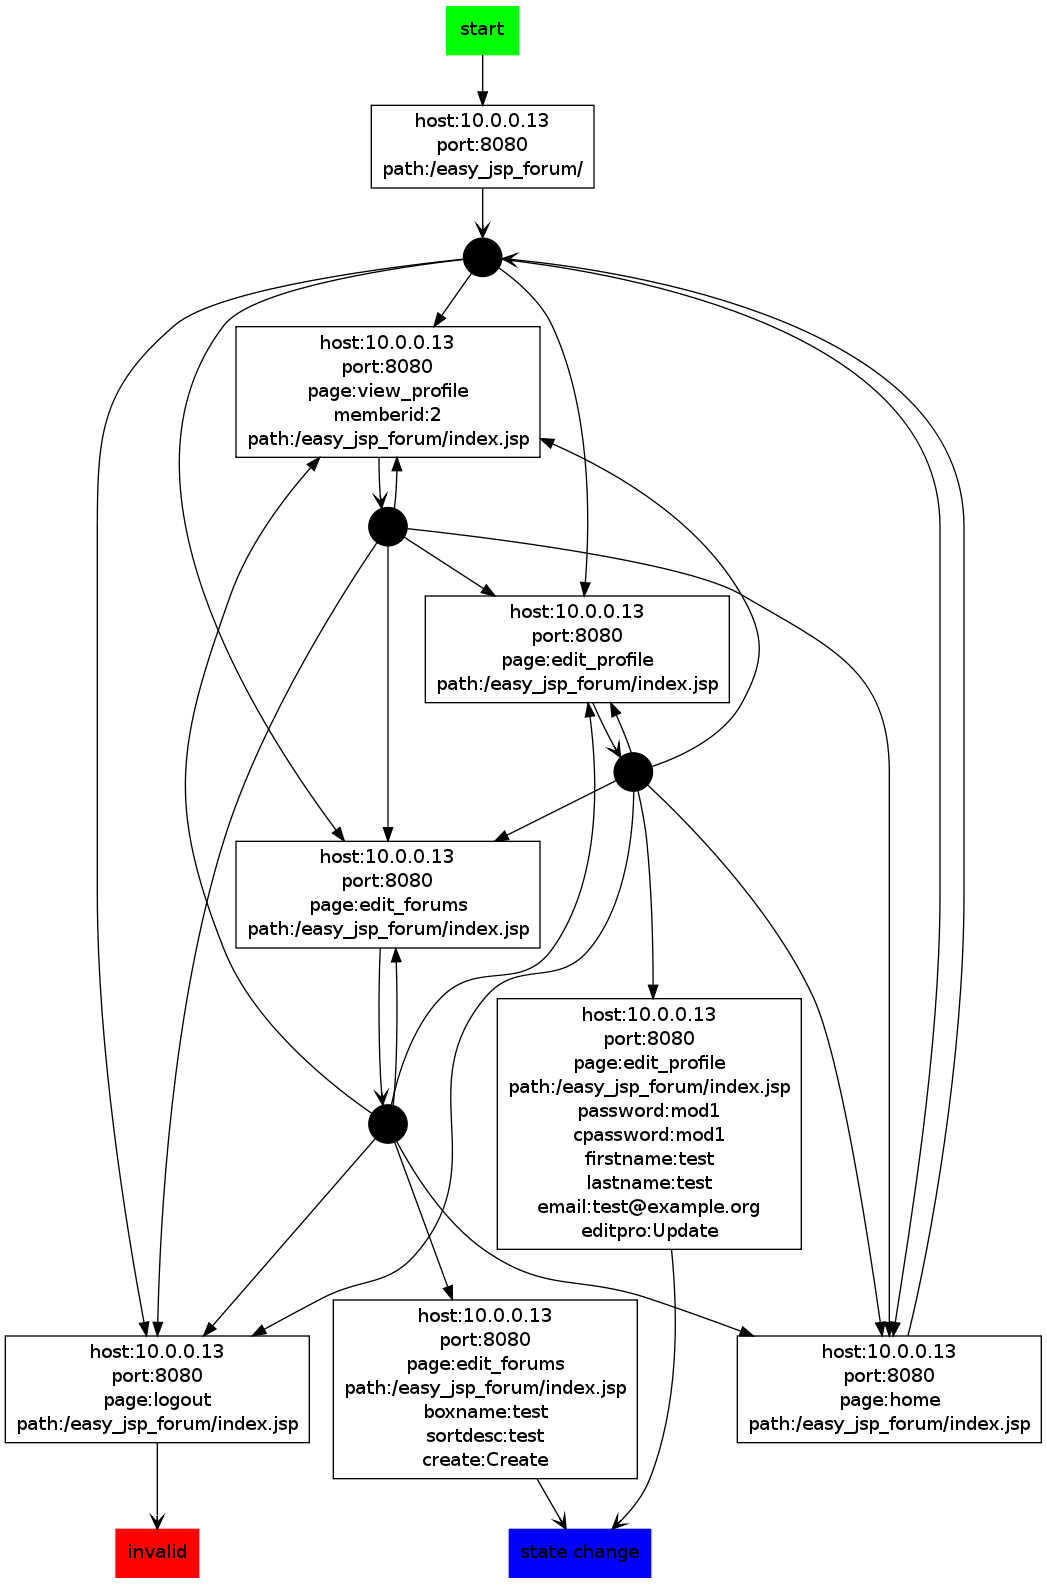 start
host:10.0.0.13
port:8080
path:/easy_jsp_forum/
host:10.0.0.13
port:8080
page:view_profile
memberid:2
path:/easy_jsp_forum/index.jsp
host:10.0.0.13
port:8080
page:edit_profile
path:/easy_jsp_forum/index.jsp
host:10.0.0.13
port:8080
page:edit_forums
path:/easy_jsp_forum/index.jsp
host:10.0.0.13
port:8080
page:edit_profile
path:/easy_jsp_forum/index.jsp
password:mod1
cpassword:mod1
firstname:test
lastname:test
email:test@example.org
editpro:Update
host:10.0.0.13
port:8080
page:logout
path:/easy_jsp_forum/index.jsp
host:10.0.0.13
port:8080
page:edit_forums
path:/easy_jsp_forum/index.jsp
boxname:test
sortdesc:test
create:Create
host:10.0.0.13
port:8080
page:home
path:/easy_jsp_forum/index.jsp
invalid
state change